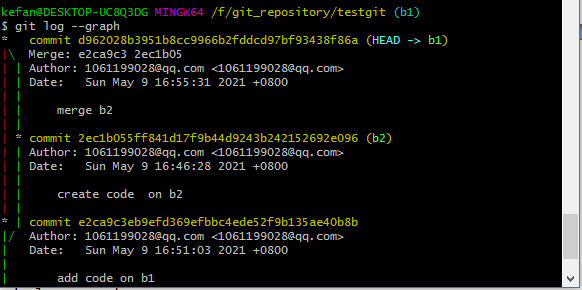 kefan@DESKTOP-UC8Q3DG MINGW64 /f/git_repository/testgit (b1)
$ git log --graph
*   commit d962028b3951b8cc9966b2fddcd97bf93438f86a (HEAD -> b1)
|\  Merge: e2ca9c3 2ec1b05
| | Author: 1061199028@qq.com <1061199028@qq.com>
| | Date:   Sun May 9 16:55:31 2021 +0800
| |
| |     merge b2
| |
| * commit 2ec1b055ff841d17f9b44d9243b242152692e096 (b2)
| | Author: 1061199028@qq.com <1061199028@qq.com>
| | Date:   Sun May 9 16:46:28 2021 +0800
| |
| |     create code  on b2
| |
* | commit e2ca9c3eb9efd369efbbc4ede52f9b135ae40b8b
|/  Author: 1061199028@qq.com <1061199028@qq.com>
|   Date:   Sun May 9 16:51:03 2021 +0800
|
|       add code on b1